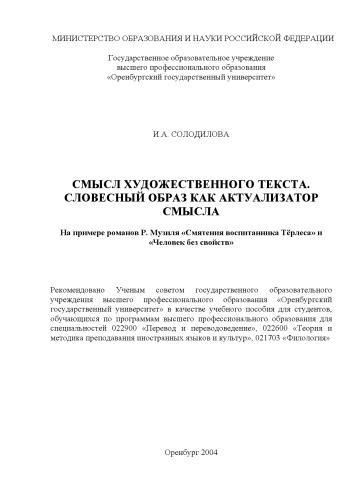 МИНИСТЕРСТВО ОБРАЗОВАНИЯ И НАУКИ РОССИЙСКОЙ ФЕДЕРАЦИИ
Государственное образовательное учреждение
высшего профессионального образования
«Оренбургский государственный университет»
И.А. СОЛОДИЛОВА
СМЫСЛ ХУДОЖЕСТВЕННОГО ТЕКСТА.
СЛОВЕСНЫЙ ОБРАЗ КАК АКТУАЛИЗАТОР
СМЫСЛА
На примере романов Р. Музиля «Смятения воспитанника Тёрлеса» и
«Человек без свойств»
Рекомендовано Ученым советом государственного образовательного
учреждения высшего профессионального образования «Оренбургский
государственный университет» в качестве учебного пособия для студентов,
обучающихся по программам высшего профессионального образования для
специальностей 022900 «Перевод и переводоведение», 022600 «Теория и
методика преподавания иностранных языков и культур», 021703 «Филология»
Оренбург 2004